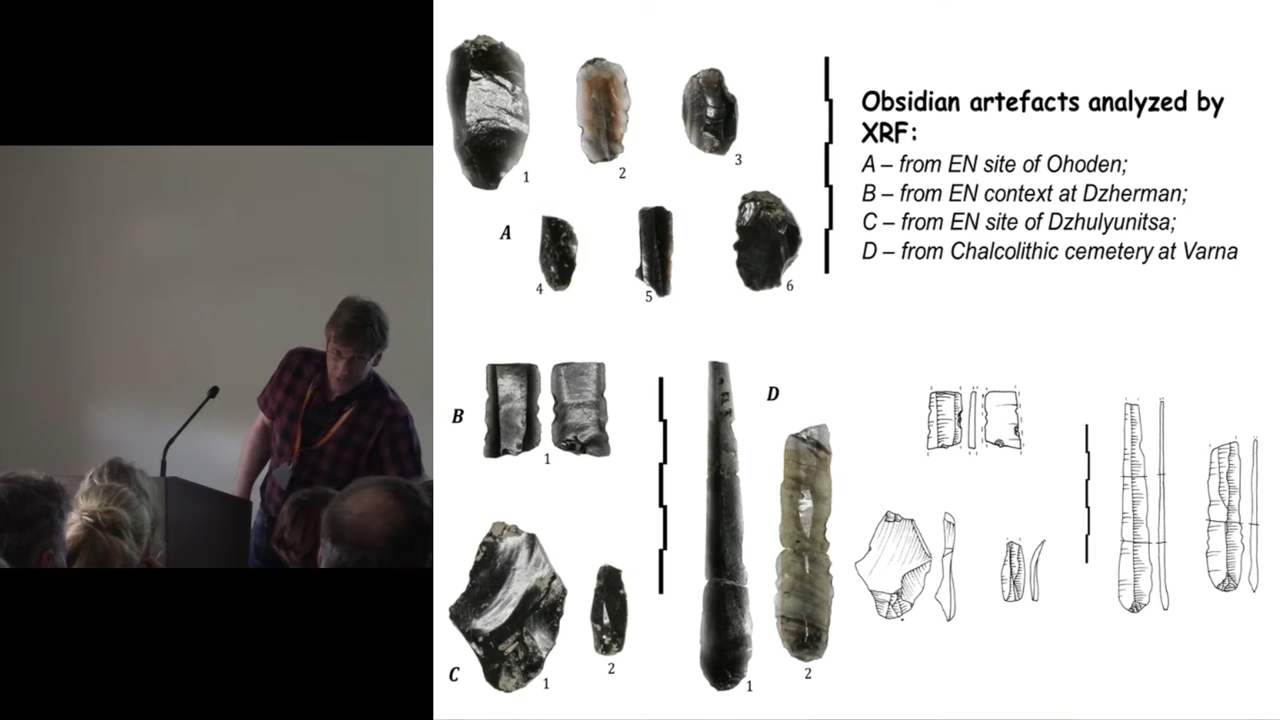 Obsidian artefacts analyzed by
XRF:
A – from EN site of Ohoden;
B – from EN context at Dzherman;
C – from EN site of Dzhulyunitsa;
D – from Chalcolithic cemetery at Varna
1
2
3
A
4
5
6
B
1
D
C
1
2
1
2